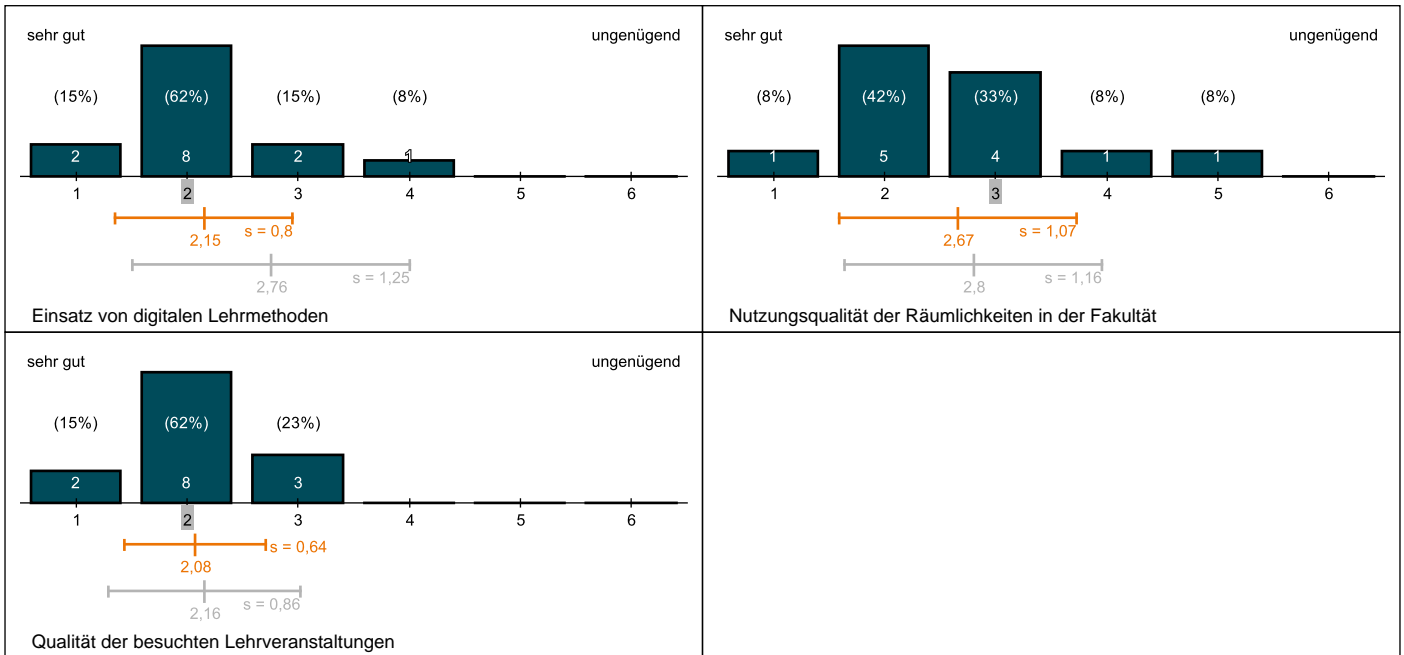 sehr gut ungenügend
(15%) (62%) (15%) (8%)
2 8 2 1
1 2 3 4 5 6
2,15 s = 0,8
2,76 s = 1,25
Einsatz von digitalen Lehrmethoden
sehr gut ungenügend
(8%) (42%) (33%) (8%) (8%)
1 5 4 1 1
1 2 3 4 5 6
2,67 s = 1,07
2,8 s = 1,16
Nutzungsqualität der Räumlichkeiten in der Fakultät
sehr gut ungenügend
(15%) (62%) (23%)
2 8 3
1 2 3 4 5 6
2,08 s = 0,64
2,16 s = 0,86
Qualität der besuchten Lehrveranstaltungen